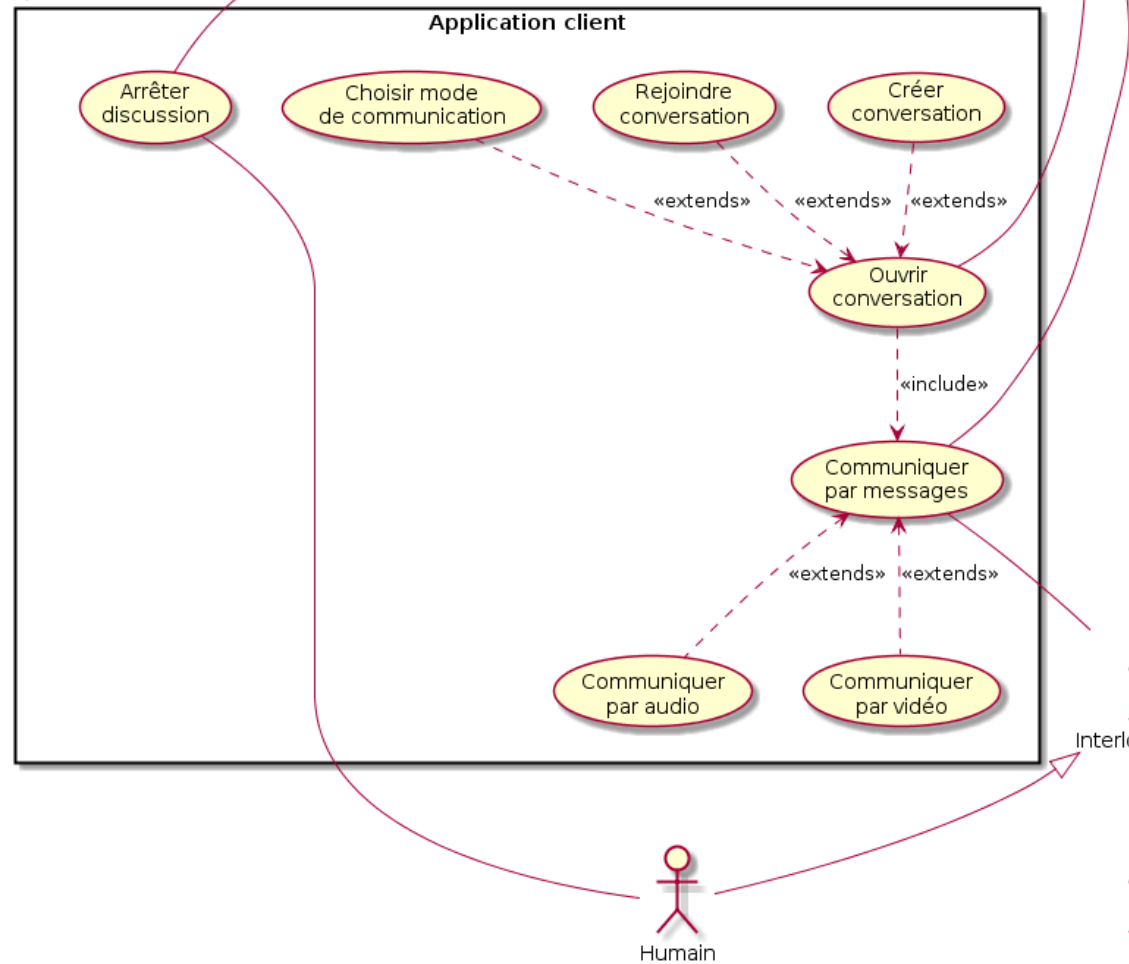 Application client
Arrêter
discussion
Choisir mode
de communication
Rejoindre
conversation
Créer
conversation
«extends»
«extends»
«extends»
Ouvrir
conversation
«include»
Communiquer
par messages
«extends»
«extends»
Communiquer
par audio
Communiquer
par vidéo
Humain